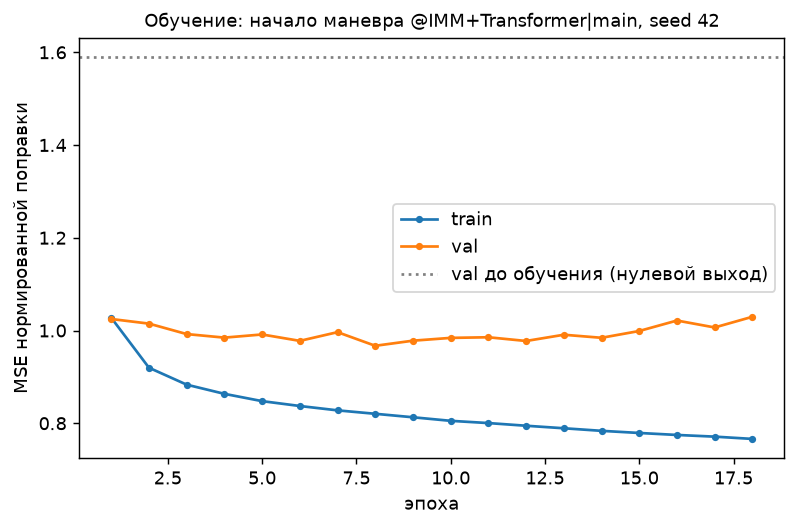 Обучение: начало маневра @IMM+Transformer|main, seed 42
MSE нормированной поправки
1.6
1.4
1.2
1.0
0.8
train
val
val до обучения (нулевой выход)
2.5 5.0 7.5 10.0 12.5 15.0 17.5
эпоха